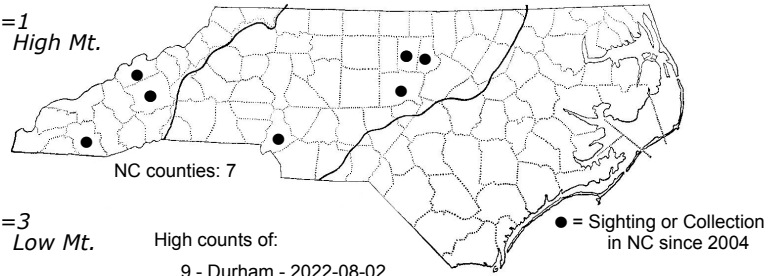 =1
High Mt.
NC counties: 7
=3
Low Mt.
High counts of:
9 - Durham - 2022-08-02
● = Sighting or Collection
in NC since 2004